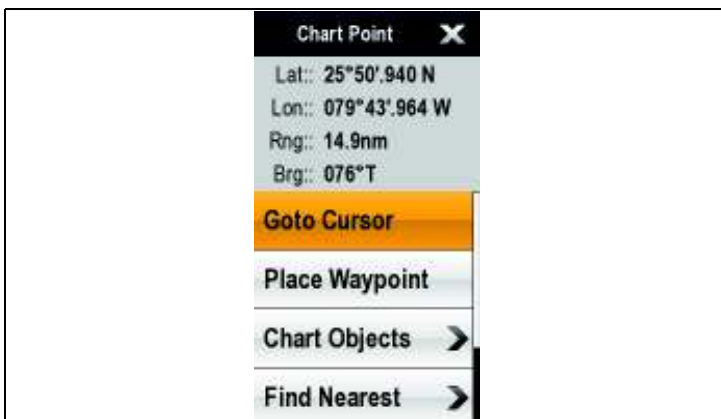 Chart Point X
Lat:: 25°50'.940 N
Lon:: 079°43'.964 W
Rng:: 14.9nm
Brg:: 076°T
Goto Cursor
Place Waypoint
Chart Objects
Find Nearest